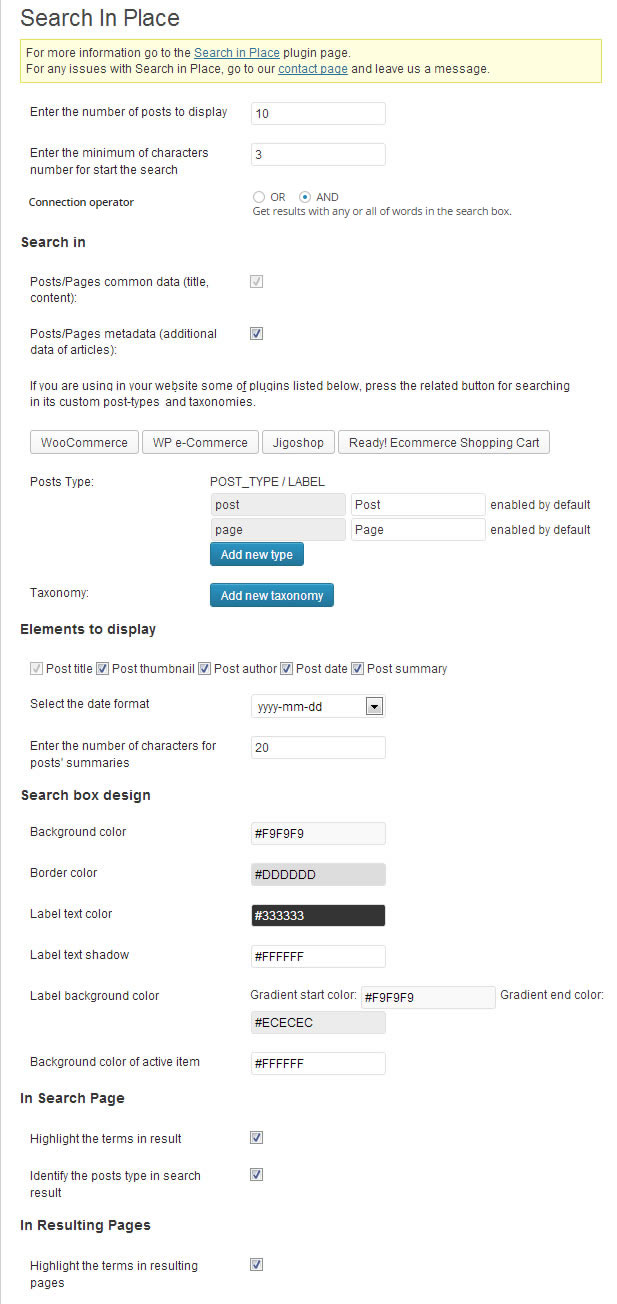 Search In Place
For more information go to the Search in Place plugin page.
For any issues with Search in Place, go to our contact page and leave us a message.
Enter the number of posts to display 10
Enter the minimum of characters
number for start the search
3
Connection operator OR AND
Get results with any or all of words in the search box.
Search in
Posts/Pages common data (title,
content):
Posts/Pages metadata (additional
data of articles):
If you are using in your website some of plugins listed below, press the related button for searching
in its custom post-types and taxonomies.
WooCommerce WP e-Commerce Jigoshop Ready! Ecommerce Shopping Cart
Posts Type: POST_TYPE / LABEL
post Post enabled by default
page Page enabled by default
Add new type
Taxonomy: Add new taxonomy
Elements to display
Post title Post thumbnail Post author Post date Post summary
Select the date format yyyy-mm-dd
Enter the number of characters for
posts' summaries
20
Search box design
Background color #F9F9F9
Border color #DDDDDD
Label text color #333333
Label text shadow #FFFFFF
Label background color Gradient start color: #F9F9F9 Gradient end color:
#ECECEC
Background color of active item #FFFFFF
In Search Page
Highlight the terms in result
Identify the posts type in search
result
In Resulting Pages
Highlight the terms in resulting
pages